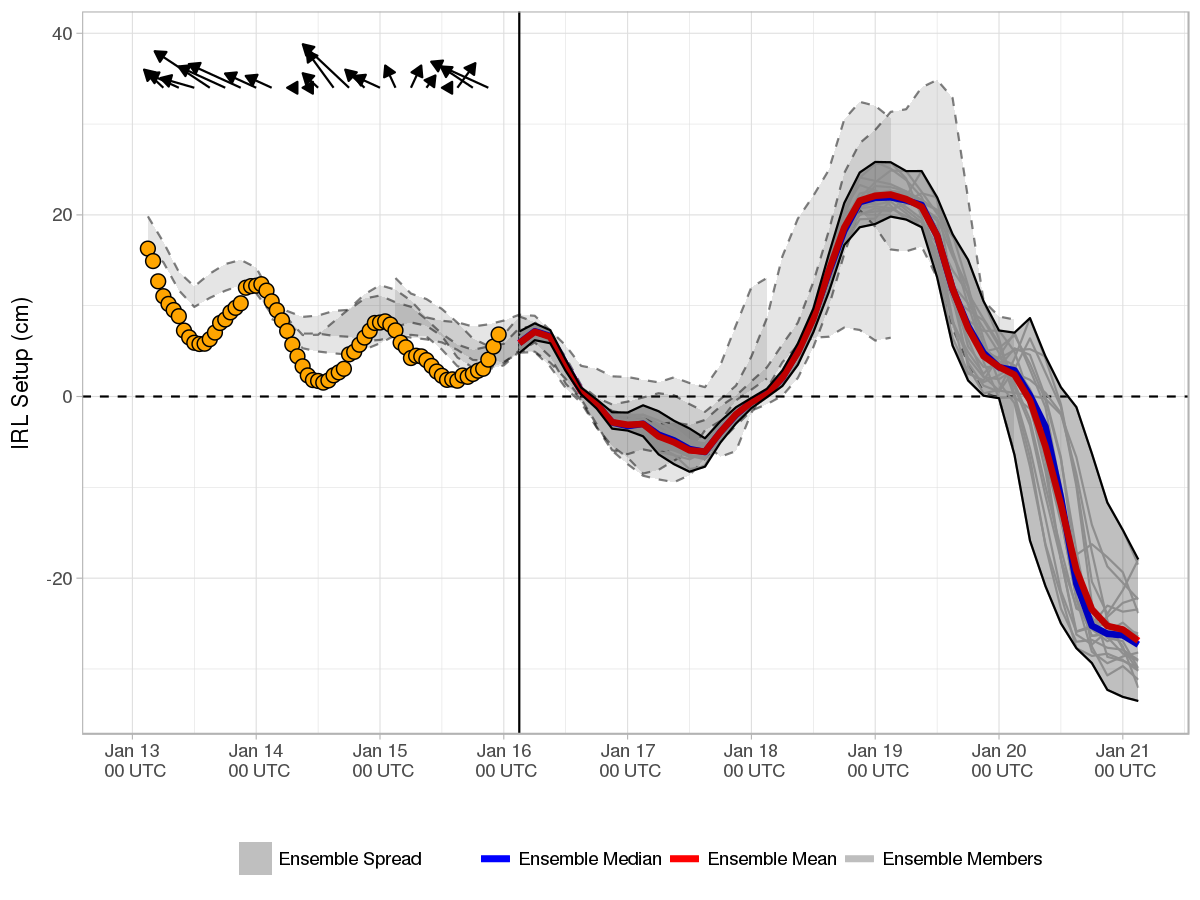 40
20
0
-20
IRL Setup (cm)
Jan 13 Jan 14 Jan 15 Jan 16 Jan 17 Jan 18 Jan 19 Jan 20 Jan 21
00 UTC 00 UTC 00 UTC 00 UTC 00 UTC 00 UTC 00 UTC 00 UTC 00 UTC
Ensemble Spread Ensemble Median Ensemble Mean Ensemble Members